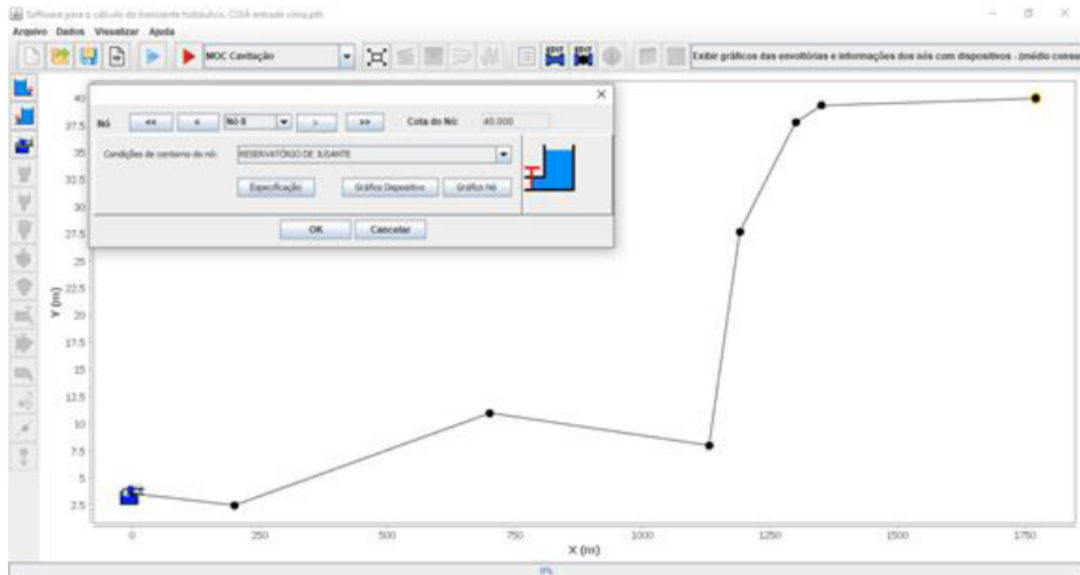 Software para o cálculo do transiente hidráulico, CUIÁ entrada cima.pth
Arquivo Dados Visualizar Ajuda
MOC Cavitação
Exibir gráficos das envoltórias e informações dos nós com dispositivos - (médio consu
Nó << < Nó 8 > >> Cota do Nó: 40.000
Condições de contorno do nó: RESERVATÓRIO DE JUSANTE
Especificação Gráfico Dispositivo Gráfico Nó
OK Cancelar
40
37.5
35
32.5
30
27.5
25
22.5
20
17.5
15
12.5
10
7.5
5
2.5
Y (m)
0 250 500 750 1000 1250 1500 1750
X (m)
0%